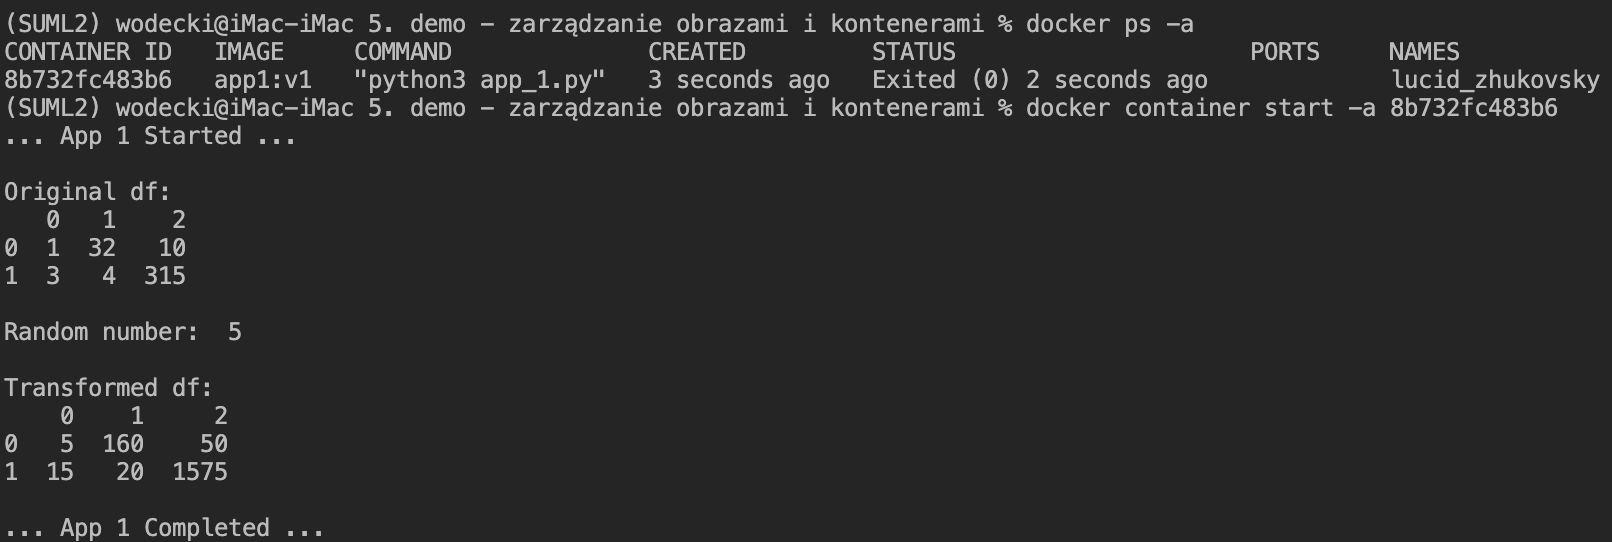 (SUML2) wodecki@iMac-iMac 5. demo - zarządzanie obrazami i kontenerami % docker ps -a
CONTAINER ID   IMAGE     COMMAND              CREATED         STATUS                     PORTS     NAMES
8b732fc483b6   app1:v1   "python3 app_1.py"   3 seconds ago   Exited (0) 2 seconds ago             lucid_zhukovsky
(SUML2) wodecki@iMac-iMac 5. demo - zarządzanie obrazami i kontenerami % docker container start -a 8b732fc483b6
... App 1 Started ...
Original df:
   0   1    2
0  1  32   10
1  3   4  315
Random number:  5
Transformed df:
    0    1     2
0   5  160    50
1  15   20  1575
... App 1 Completed ...